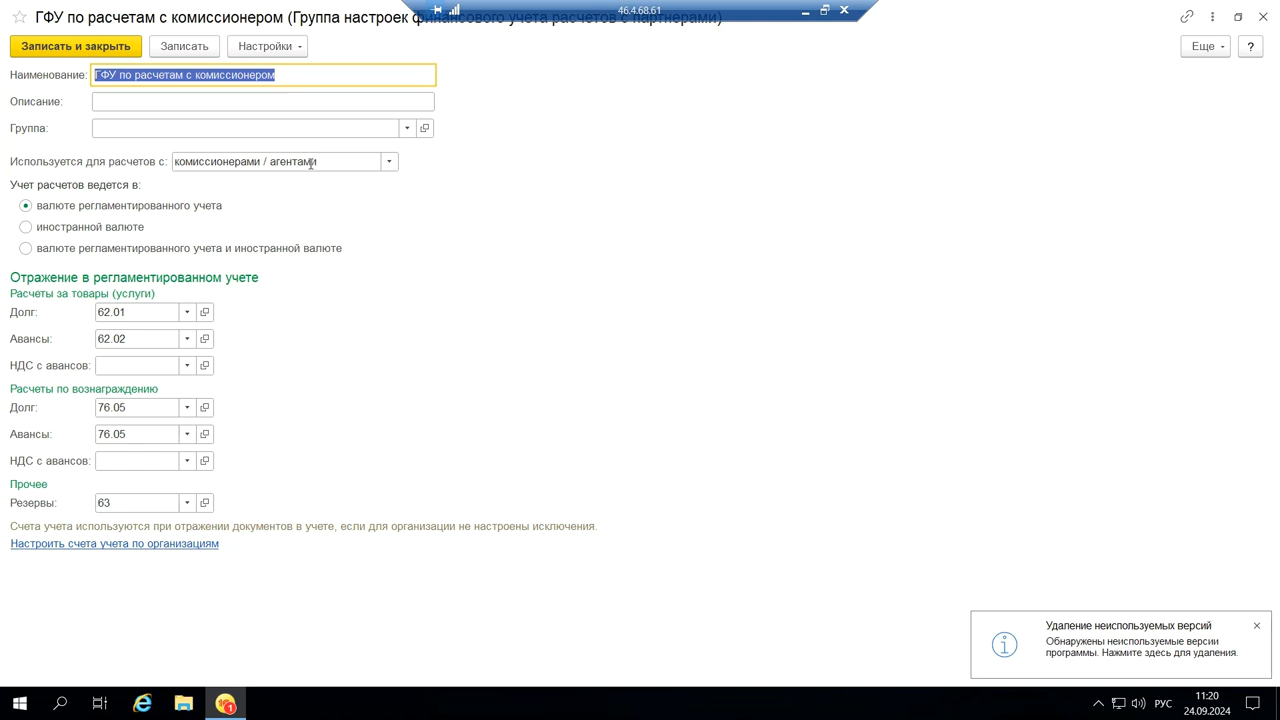 46.4.68.61
ГФУ по расчетам с комиссионером (Группа настроек финансового учета расчетов с партнерами)
Записать и закрыть
Записать
Настройки
Еще
?
Наименование: ГФУ по расчетам с комиссионером
Описание:
Группа:
Используется для расчетов с: комиссионерами / агентами
Учет расчетов ведется в:
валюте регламентированного учета
иностранной валюте
валюте регламентированного учета и иностранной валюте
Отражение в регламентированном учете
Расчеты за товары (услуги)
Долг: 62.01
Авансы: 62.02
НДС с авансов:
Расчеты по вознаграждению
Долг: 76.05
Авансы: 76.05
НДС с авансов:
Прочее
Резервы: 63
Счета учета используются при отражении документов в учете, если для организации не настроены исключения.
Настроить счета учета по организациям
Удаление неиспользуемых версий
Обнаружены неиспользуемые версии
программы. Нажмите здесь для удаления.
1
РУС
11:20
24.09.2024